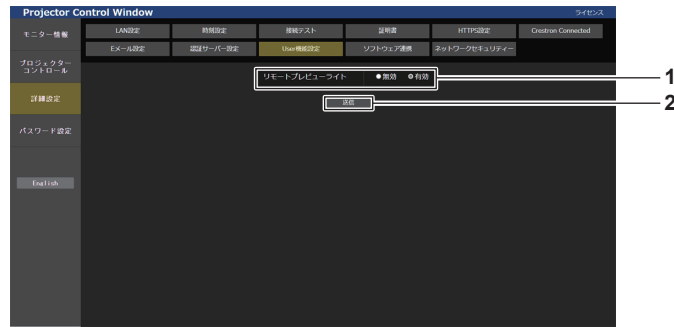 Projector Control Window
ライセンス
モニター情報
LAN設定
時刻設定
接続テスト
証明書
HTTPS設定
Crestron Connected
Eメール設定
認証サーバー設定
User機能設定
ソフトウェア連携
ネットワークセキュリティー
プロジェクター
コントロール
リモートプレビューライト
●無効 ●有効
1
送信
2
詳細設定
パスワード設定
English